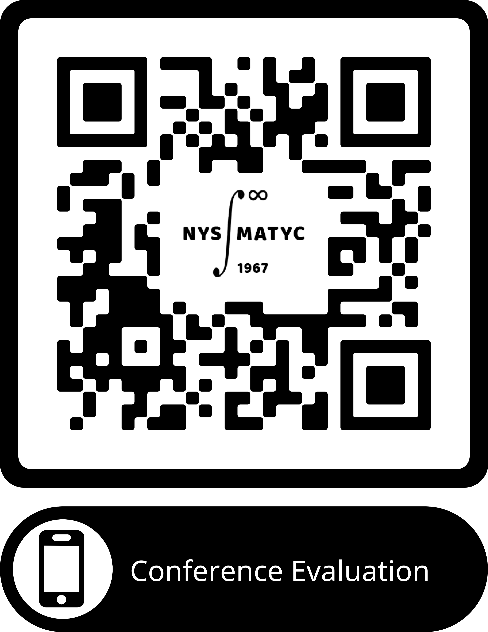 ∞
NYS∫MATYC
1967
Conference Evaluation